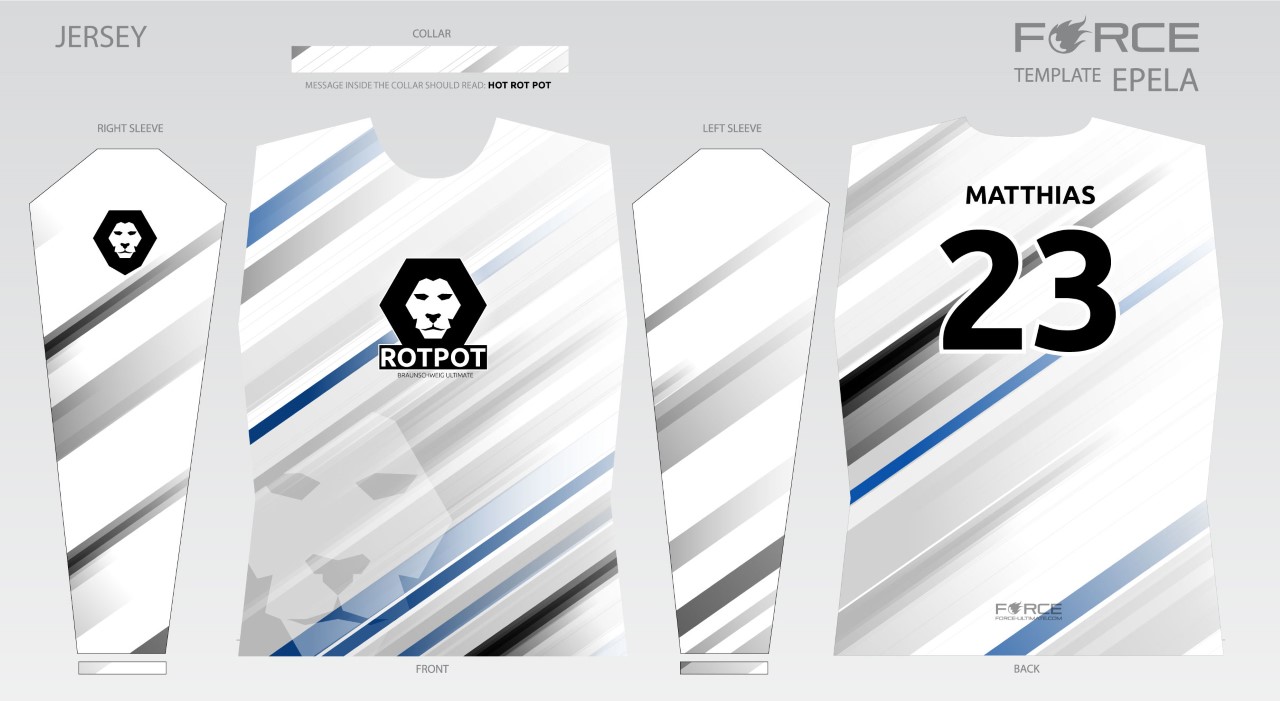 JERSEY
COLLAR
MESSAGE INSIDE THE COLLAR SHOULD READ: HOT ROT POT
FORCE
TEMPLATE EPELA
RIGHT SLEEVE
LEFT SLEEVE
ROTPOT
BRAUNSCHWEIG ULTIMATE
MATTHIAS
23
FORCE
FORCE-ULTIMATE.COM
FRONT
BACK